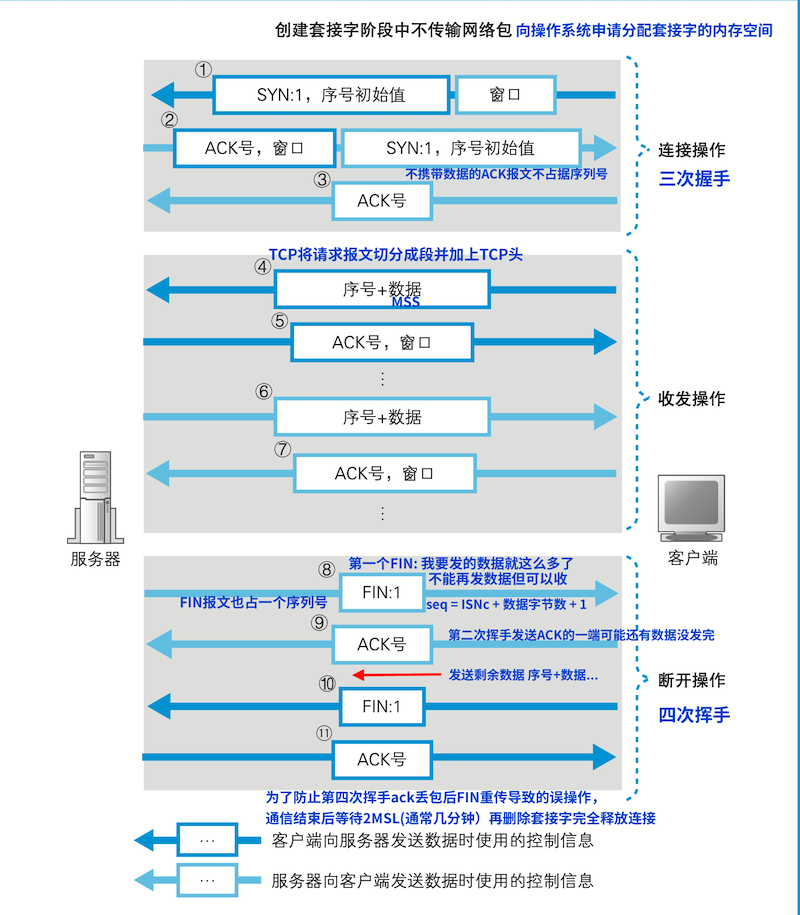 创建套接字阶段中不传输网络包 向操作系统申请分配套接字的内存空间
①
SYN:1，序号初始值
窗口
②
ACK号，窗口
SYN:1，序号初始值
连接操作
不携带数据的ACK报文不占据序列号
三次握手
③
ACK号
TCP将请求报文切分成段并加上TCP头
④
序号+数据
MSS
⑤
ACK号，窗口
⋮
⑥
序号+数据
收发操作
⑦
ACK号，窗口
⋮
服务器
客户端
第一个FIN: 我要发的数据就这么多了
⑧
不能再发数据但可以收
FIN:1
FIN报文也占一个序列号
seq = ISNc + 数据字节数 + 1
⑨
第二次挥手发送ACK的一端可能还有数据没发完
ACK号
发送剩余数据 序号+数据...
断开操作
⑩
FIN:1
四次挥手
⑪
ACK号
为了防止第四次挥手ack丢包后FIN重传导致的误操作，
通信结束后等待2MSL(通常几分钟）再删除套接字完全释放连接
… 客户端向服务器发送数据时使用的控制信息
… 服务器向客户端发送数据时使用的控制信息